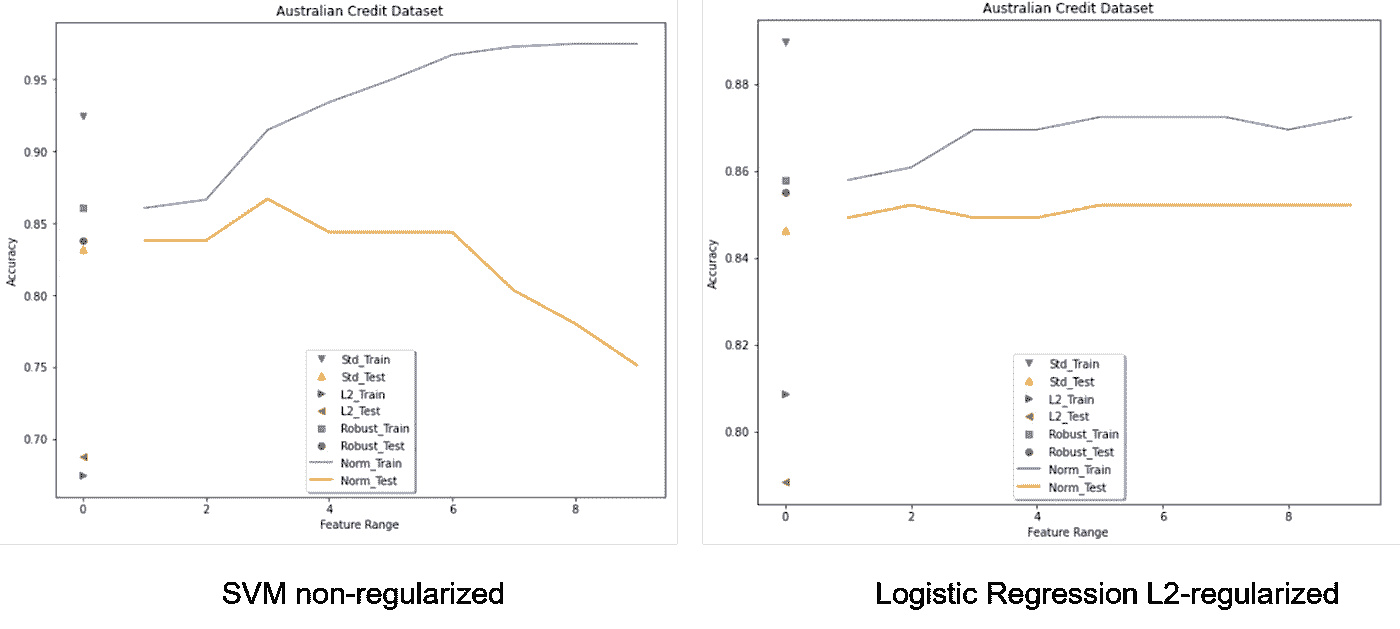 Australian Credit Dataset
0.95
0.90
0.85
0.80
0.75
0.70
Accuracy
Std_Train
Std_Test
L2_Train
L2_Test
Robust_Train
Robust_Test
Norm_Train
Norm_Test
0 2 4 6 8
Feature Range
SVM non-regularized
Australian Credit Dataset
0.88
0.86
0.84
0.82
0.80
Accuracy
Std_Train
Std_Test
L2_Train
L2_Test
Robust_Train
Robust_Test
Norm_Train
Norm_Test
0 2 4 6 8
Feature Range
Logistic Regression L2-regularized